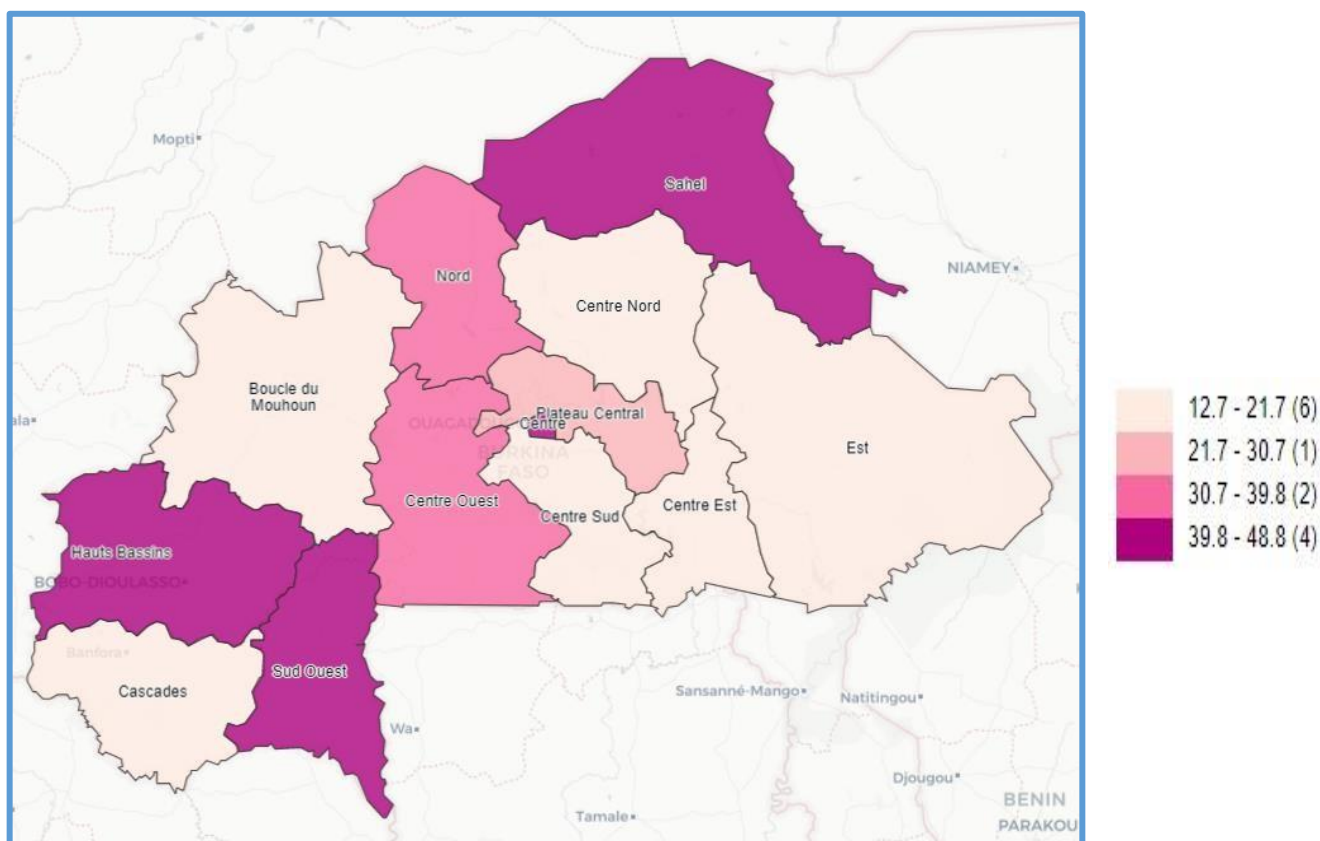 Mopti
Sahel
NIAMEY
Nord
Centre Nord
Boucle du
Mouhoun
Plateau Central
Centre
BURKINA
FASO
Est
Centre Ouest
Centre Est
Centre Sud
Hauts Bassins
BOBO-DIOULASSO
Banfora
Sud Ouest
Cascades
Sansanné-Mango
Natitingou
Wa
Djougou
Tamale
BENIN
PARAKOU
12.7 - 21.7 (6)
21.7 - 30.7 (1)
30.7 - 39.8 (2)
39.8 - 48.8 (4)